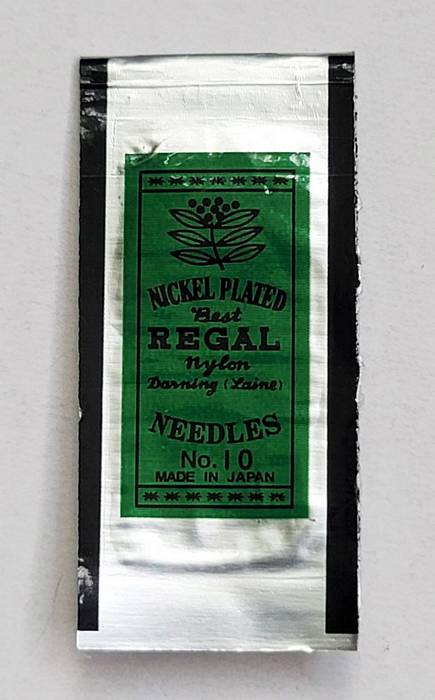 NICKEL PLATED
Best
REGAL
Nylon
Darning (Laine)
NEEDLES
No. 10
MADE IN JAPAN